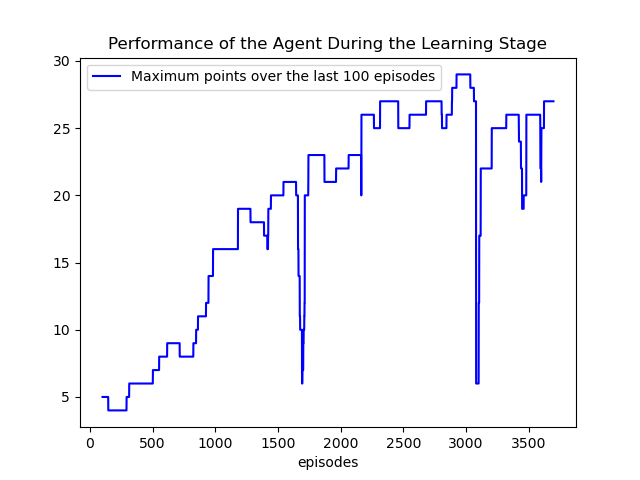 Performance of the Agent During the Learning Stage
Maximum points over the last 100 episodes
30
25
20
15
10
5
0 500 1000 1500 2000 2500 3000 3500
episodes